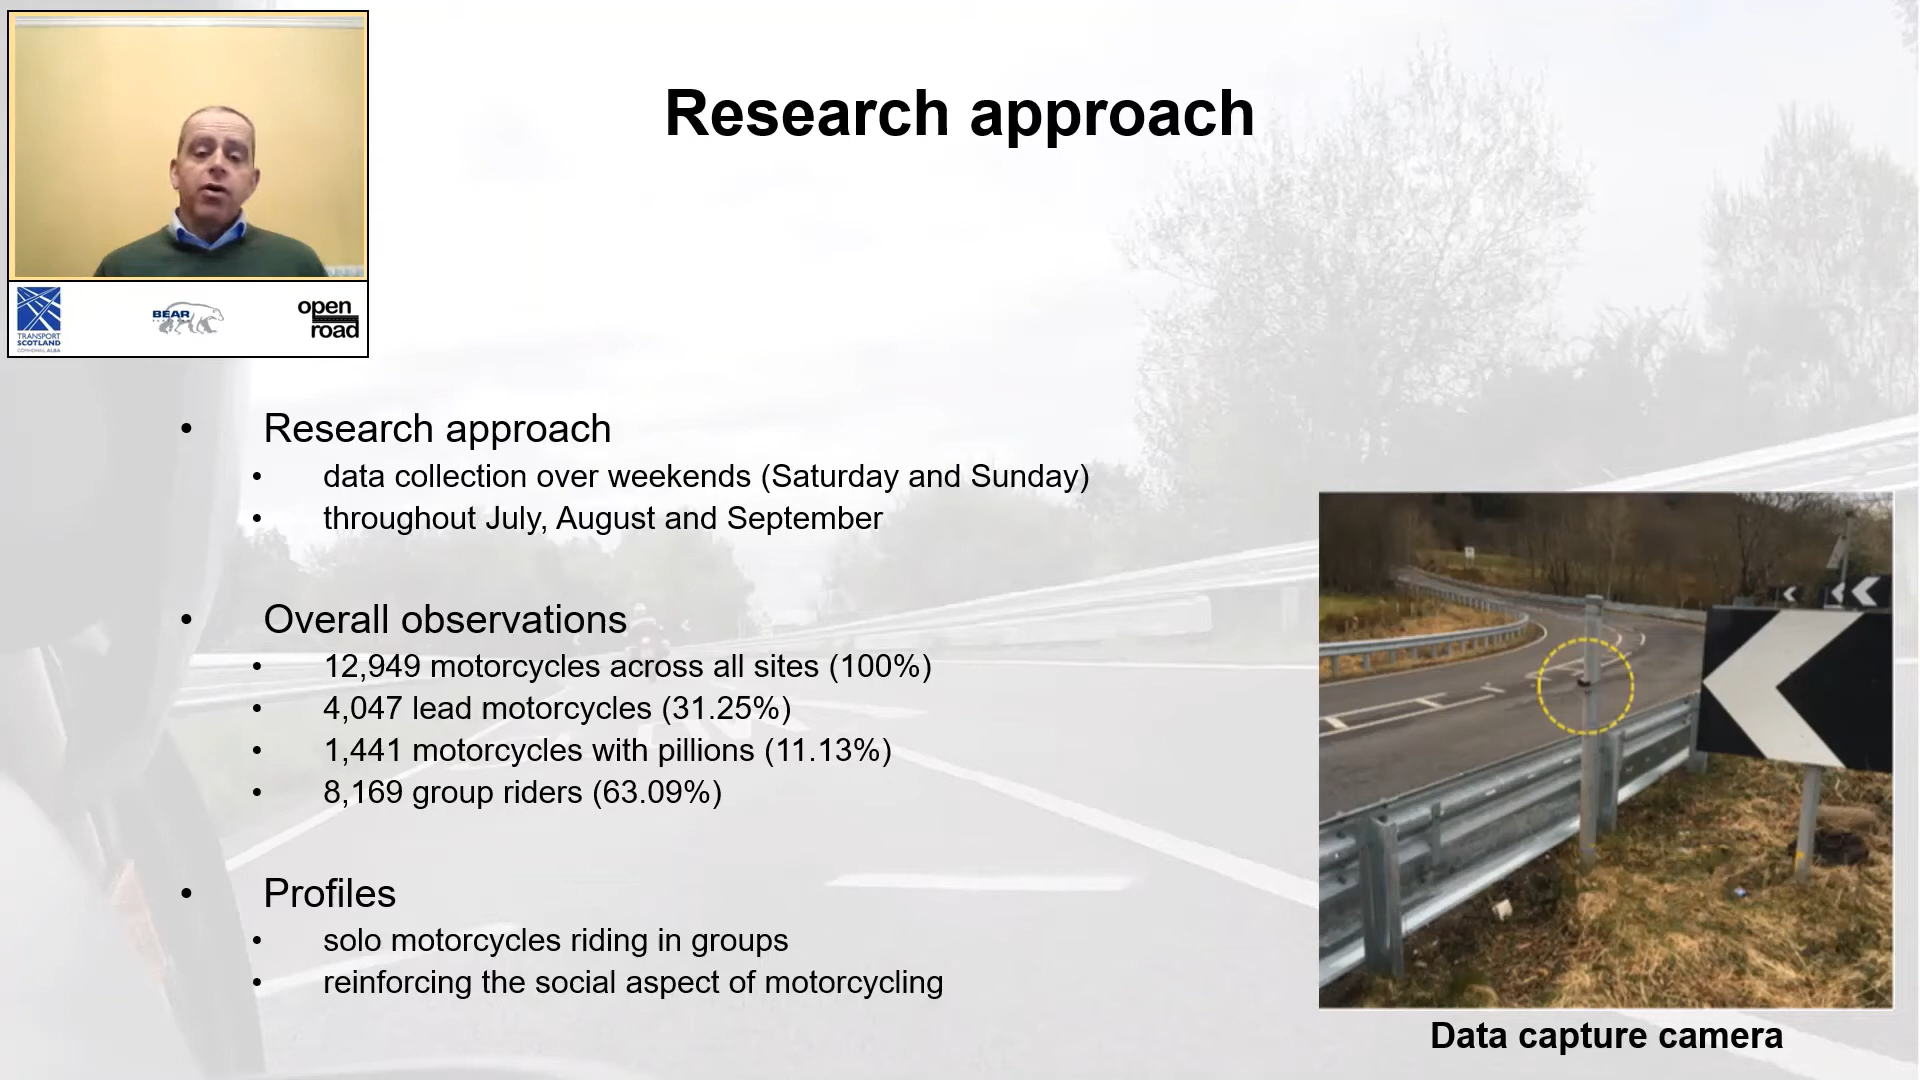 Research approach
TRANSPORT
SCOTLAND
CÒMHDHAIL ALBA
BEAR
open
road
• Research approach
• data collection over weekends (Saturday and Sunday)
• throughout July, August and September
• Overall observations
• 12,949 motorcycles across all sites (100%)
• 4,047 lead motorcycles (31.25%)
• 1,441 motorcycles with pillions (11.13%)
• 8,169 group riders (63.09%)
• Profiles
• solo motorcycles riding in groups
• reinforcing the social aspect of motorcycling
Data capture camera